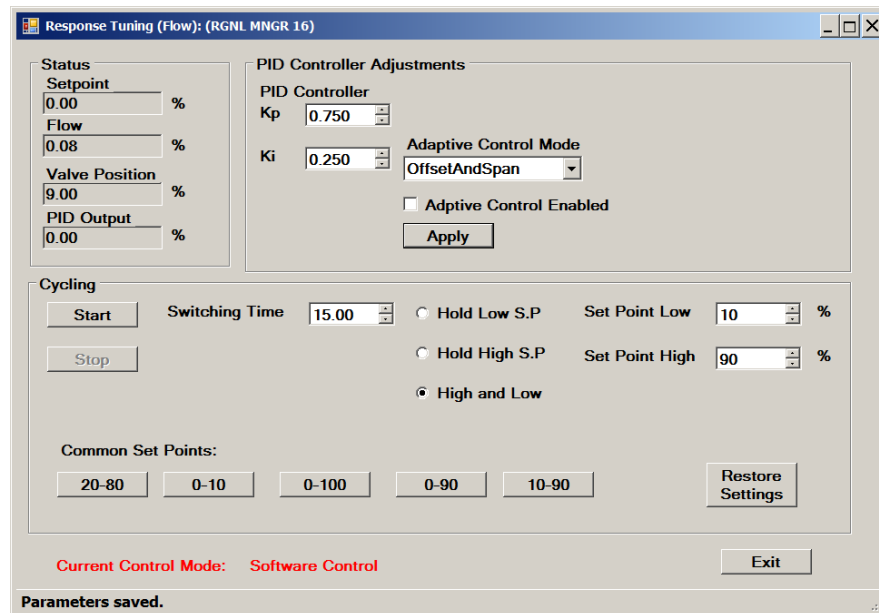 Response Tuning (Flow): (RGNL MNGR 16)
Status
Setpoint
0.00 %
Flow
0.08 %
Valve Position
9.00 %
PID Output
0.00 %
PID Controller Adjustments
PID Controller
Kp 0.750
Ki 0.250
Adaptive Control Mode
OffsetAndSpan
Adptive Control Enabled
Apply
Cycling
Start Switching Time 15.00 Hold Low S.P Set Point Low 10 %
Stop Hold High S.P Set Point High 90 %
High and Low
Common Set Points:
20-80 0-10 0-100 0-90 10-90
Restore
Settings
Current Control Mode: Software Control
Exit
Parameters saved.